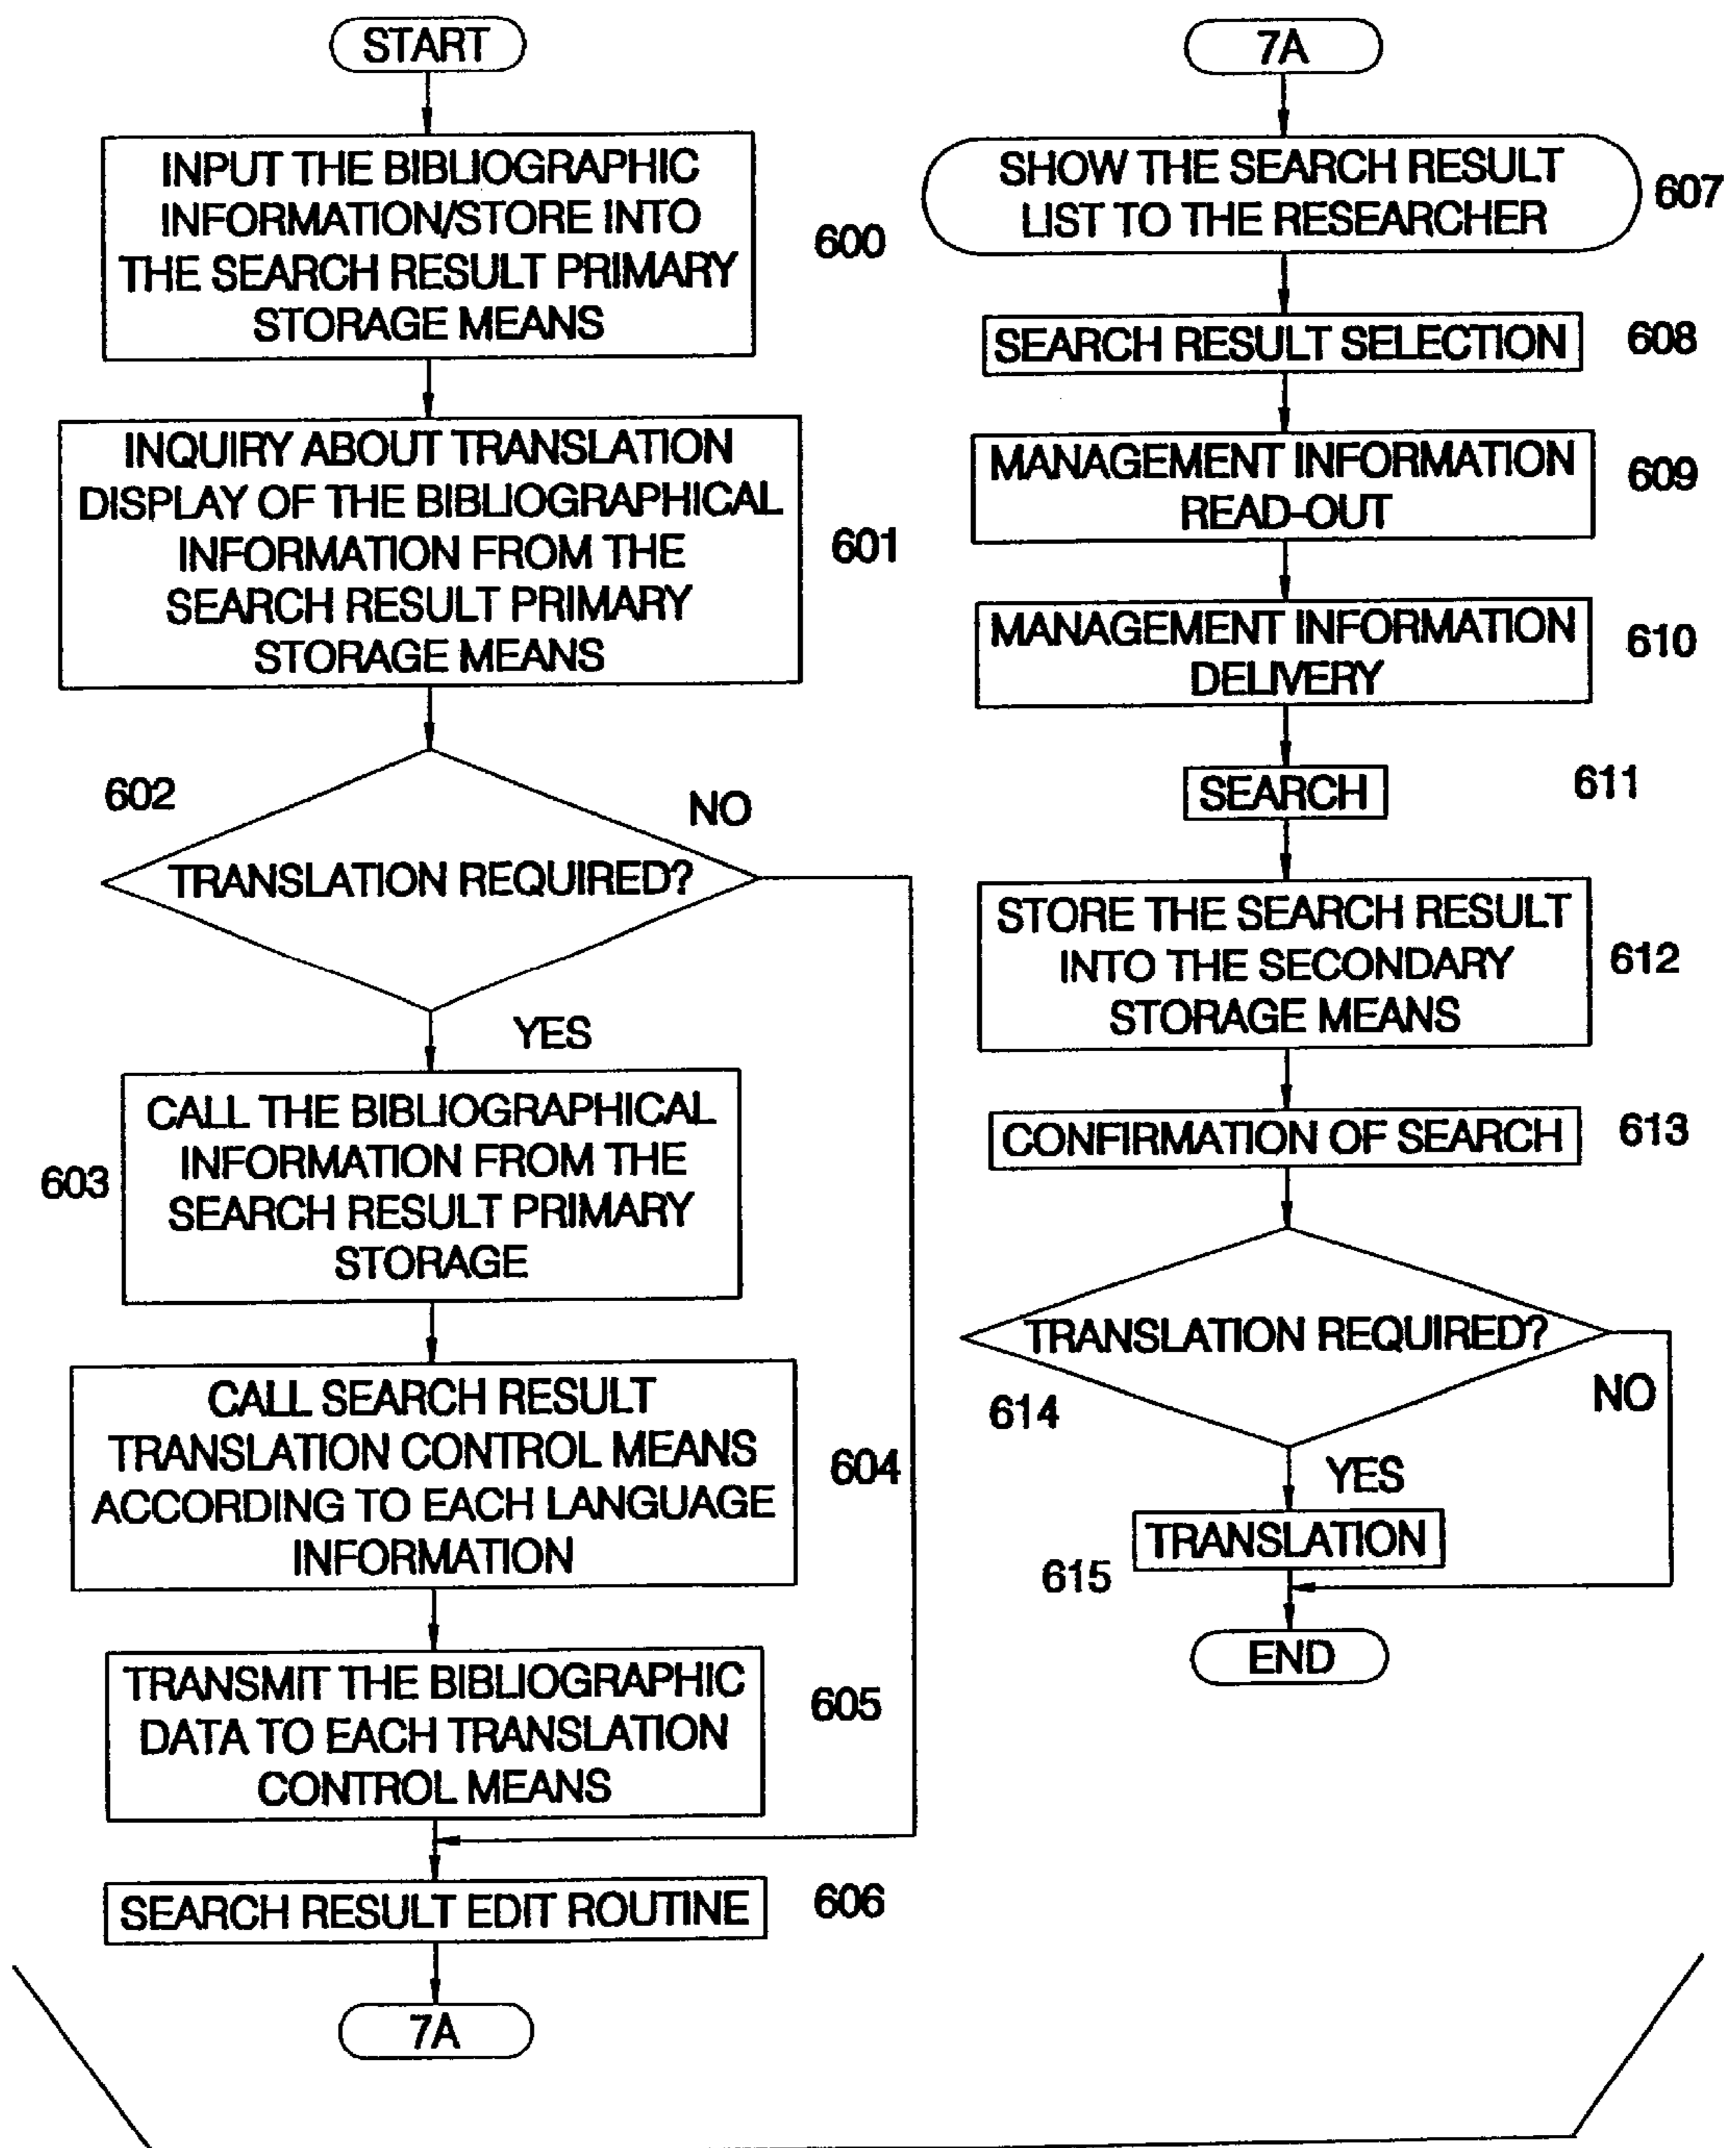 START
INPUT THE BIBLIOGRAPHIC
INFORMATION/STORE INTO
THE SEARCH RESULT PRIMARY
STORAGE MEANS
600
INQUIRY ABOUT TRANSLATION
DISPLAY OF THE BIBLIOGRAPHICAL
INFORMATION FROM THE
SEARCH RESULT PRIMARY
STORAGE MEANS
601
602
NO
TRANSLATION REQUIRED?
YES
CALL THE BIBLIOGRAPHICAL
INFORMATION FROM THE
SEARCH RESULT PRIMARY
STORAGE
603
CALL SEARCH RESULT
TRANSLATION CONTROL MEANS
ACCORDING TO EACH LANGUAGE
INFORMATION
604
TRANSMIT THE BIBLIOGRAPHIC
DATA TO EACH TRANSLATION
CONTROL MEANS
605
SEARCH RESULT EDIT ROUTINE
606
7A
7A
SHOW THE SEARCH RESULT
LIST TO THE RESEARCHER
607
SEARCH RESULT SELECTION
608
MANAGEMENT INFORMATION
READ-OUT
609
MANAGEMENT INFORMATION
DELIVERY
610
SEARCH
611
STORE THE SEARCH RESULT
INTO THE SECONDARY
STORAGE MEANS
612
CONFIRMATION OF SEARCH
613
TRANSLATION REQUIRED?
NO
614
YES
TRANSLATION
615
END